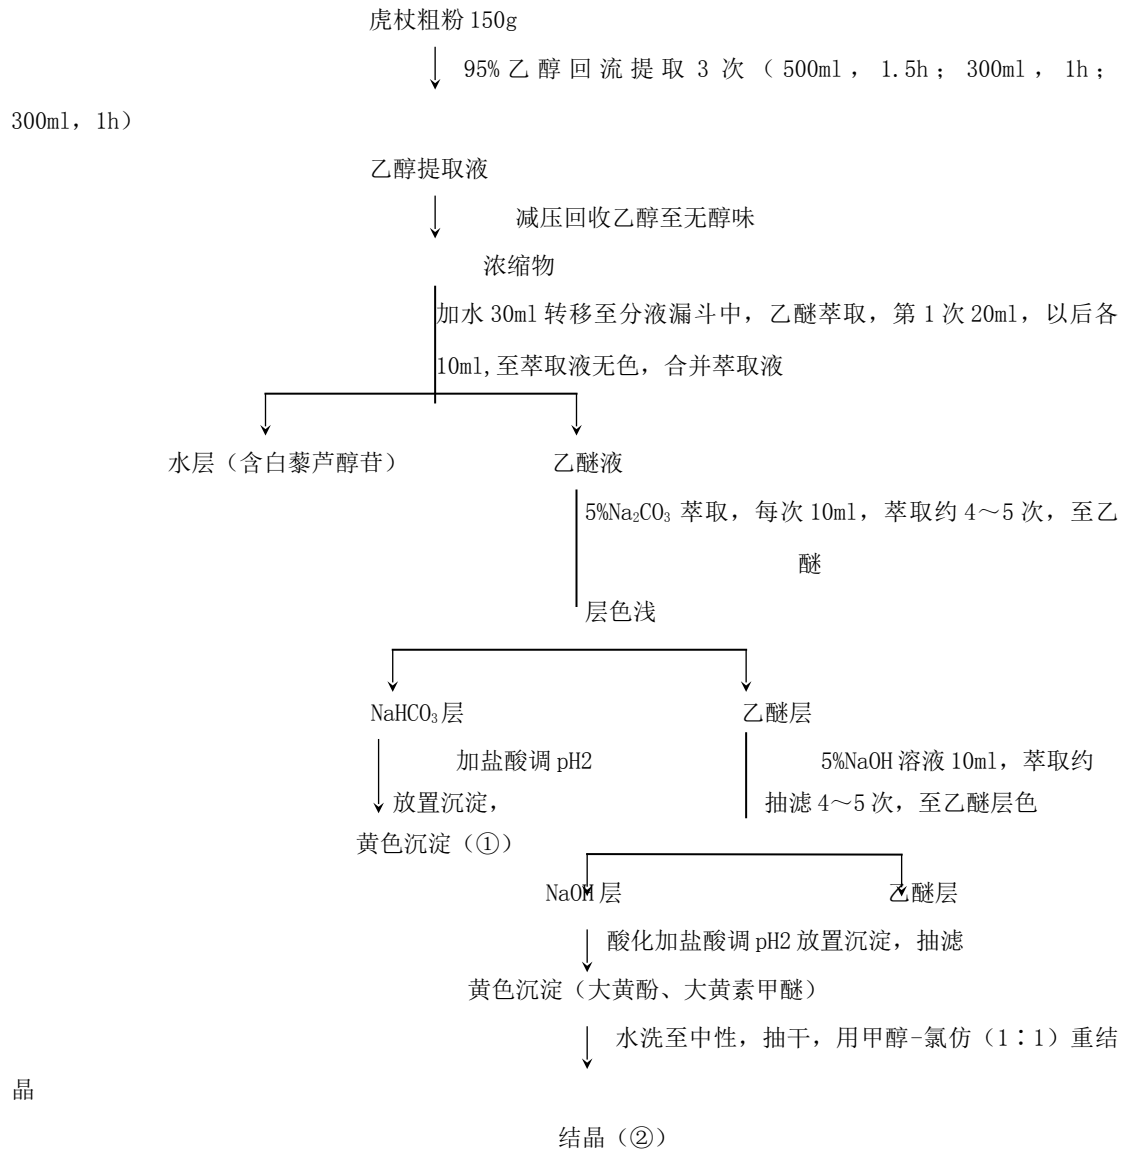 虎杖粗粉 150g
95%乙醇回流提取 3 次（500ml，1.5h；300ml，1h；
300ml，1h）
乙醇提取液
减压回收乙醇至无醇味
浓缩物
加水 30ml 转移至分液漏斗中，乙醚萃取，第 1 次 20ml，以后各
10ml,至萃取液无色，合并萃取液
水层（含白藜芦醇苷） 乙醚液
5%Na₂CO₃ 萃取，每次 10ml，萃取约 4～5 次，至乙
醚
层色浅
NaHCO₃层 乙醚层
加盐酸调 pH2 5%NaOH 溶液 10ml，萃取约
放置沉淀， 抽滤 4～5 次，至乙醚层色
黄色沉淀（①）
NaOH 层 乙醚层
酸化加盐酸调 pH2 放置沉淀，抽滤
黄色沉淀（大黄酚、大黄素甲醚）
水洗至中性，抽干，用甲醇-氯仿（1∶1）重结
晶
结晶（②）